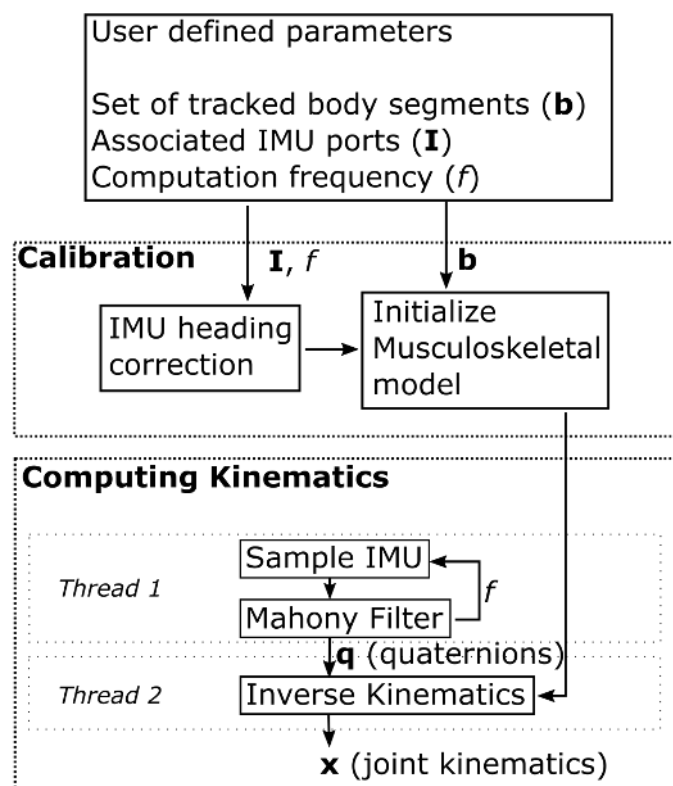 User defined parameters
Set of tracked body segments (b)
Associated IMU ports (I)
Computation frequency (f)
Calibration
I, f
b
IMU heading
correction
Initialize
Musculoskeletal
model
Computing Kinematics
Thread 1
Sample IMU
f
Mahony Filter
q (quaternions)
Thread 2
Inverse Kinematics
x (joint kinematics)